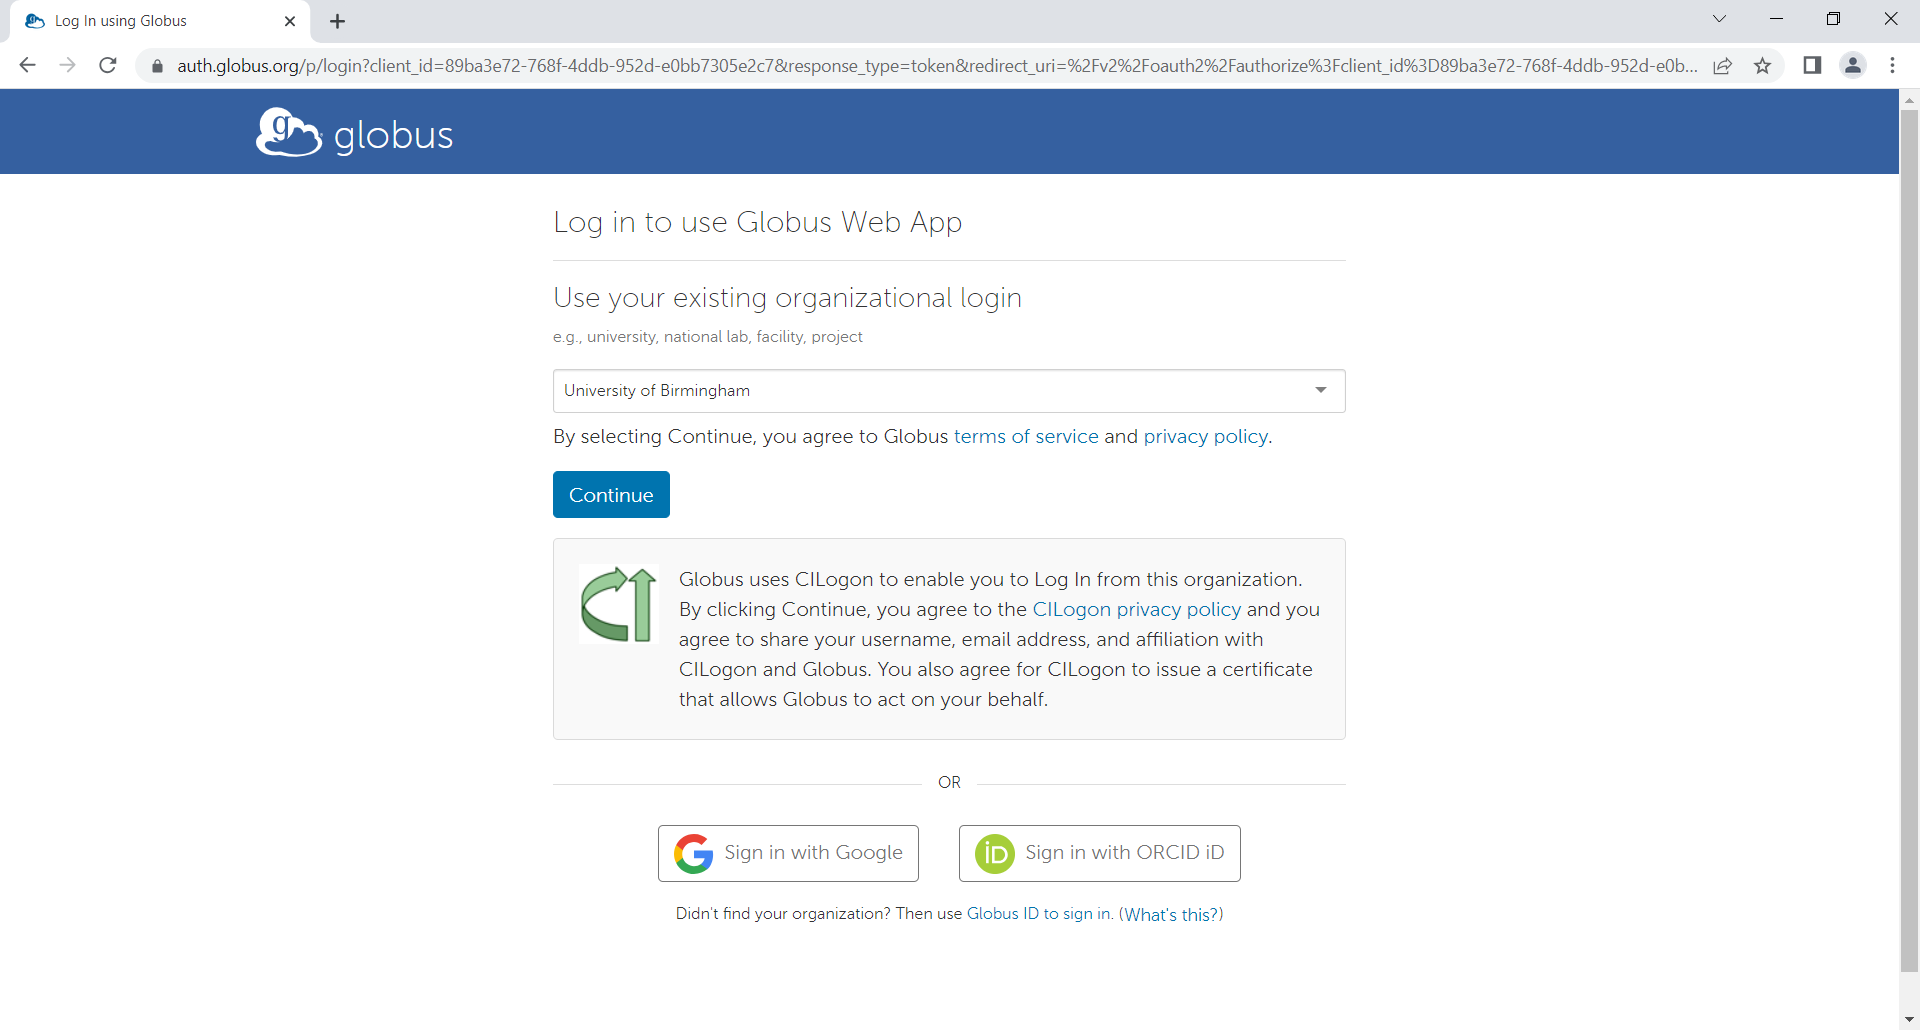 Log In using Globus
auth.globus.org/p/login?client_id=89ba3e72-768f-4ddb-952d-e0bb7305e2c7&response_type=token&redirect_uri=%2Fv2%2Foauth2%2Fauthorize%3Fclient_id%3D89ba3e72-768f-4ddb-952d-e0b...
globus
Log in to use Globus Web App
Use your existing organizational login
e.g., university, national lab, facility, project
University of Birmingham
By selecting Continue, you agree to Globus terms of service and privacy policy.
Continue
Globus uses CILogon to enable you to Log In from this organization.
By clicking Continue, you agree to the CILogon privacy policy and you
agree to share your username, email address, and affiliation with
CILogon and Globus. You also agree for CILogon to issue a certificate
that allows Globus to act on your behalf.
OR
Sign in with Google
iD Sign in with ORCID iD
Didn't find your organization? Then use Globus ID to sign in. (What's this?)